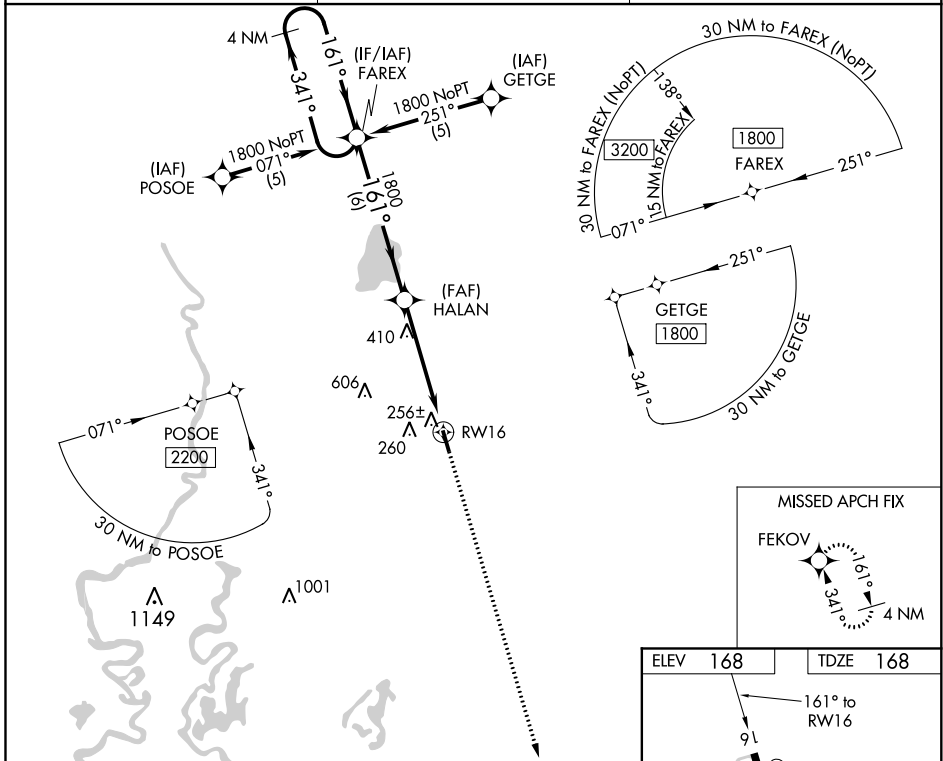 4 NM
161°
341°
(IF/IAF)
FAREX
(IAF)
GETGE
1800 NoPT
251°
(5)
(IAF)
POSOE
1800 NoPT
071°
(5)
1800
161°
(6)
(FAF)
HALAN
410
606
256±
260
RW16
30 NM to FAREX (NoPT)
30 NM to FAREX (NoPT)
138°
15 NM to FAREX
3200
1800
FAREX
251°
071°
251°
GETGE
1800
341°
30 NM to GETGE
071°
POSOE
2200
341°
30 NM to POSOE
1149
1001
MISSED APCH FIX
FEKOV
161°
341°
4 NM
ELEV 168
TDZE 168
161° to
RW16
16